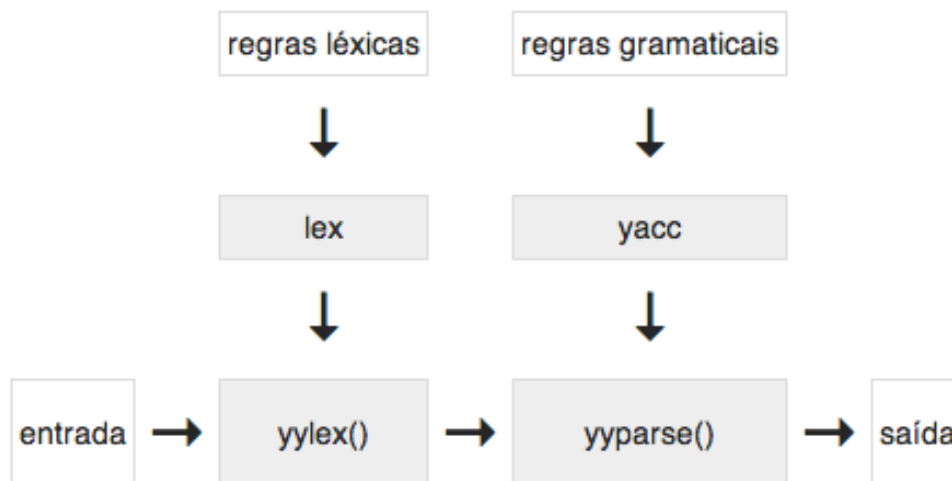 regras léxicas
regras gramaticais
lex
yacc
entrada
yylex()
yyparse()
saída